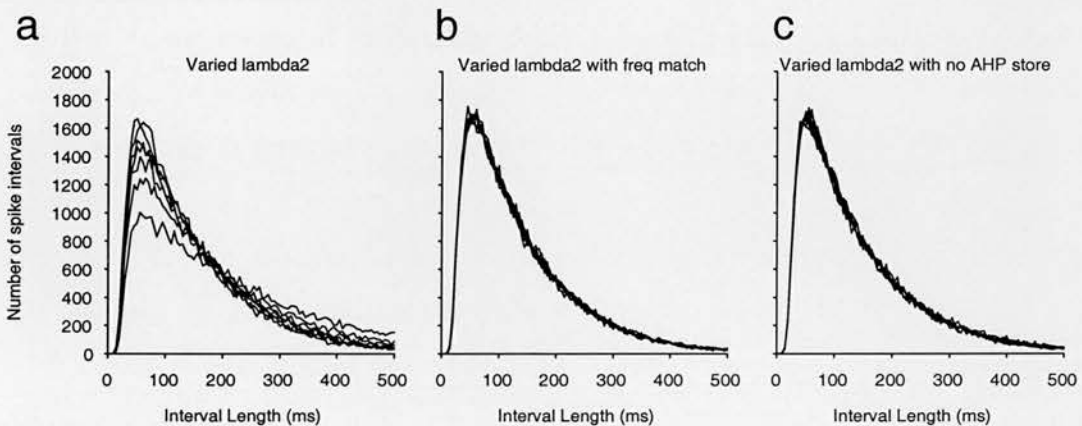 a
b
c
Varied lambda2
Varied lambda2 with freq match
Varied lambda2 with no AHP store
Number of spike intervals
2000
1800
1600
1400
1200
1000
800
600
400
200
0
0 100 200 300 400 500
100 200 300 400 500
100 200 300 400 500
Interval Length (ms)
Interval Length (ms)
Interval Length (ms)